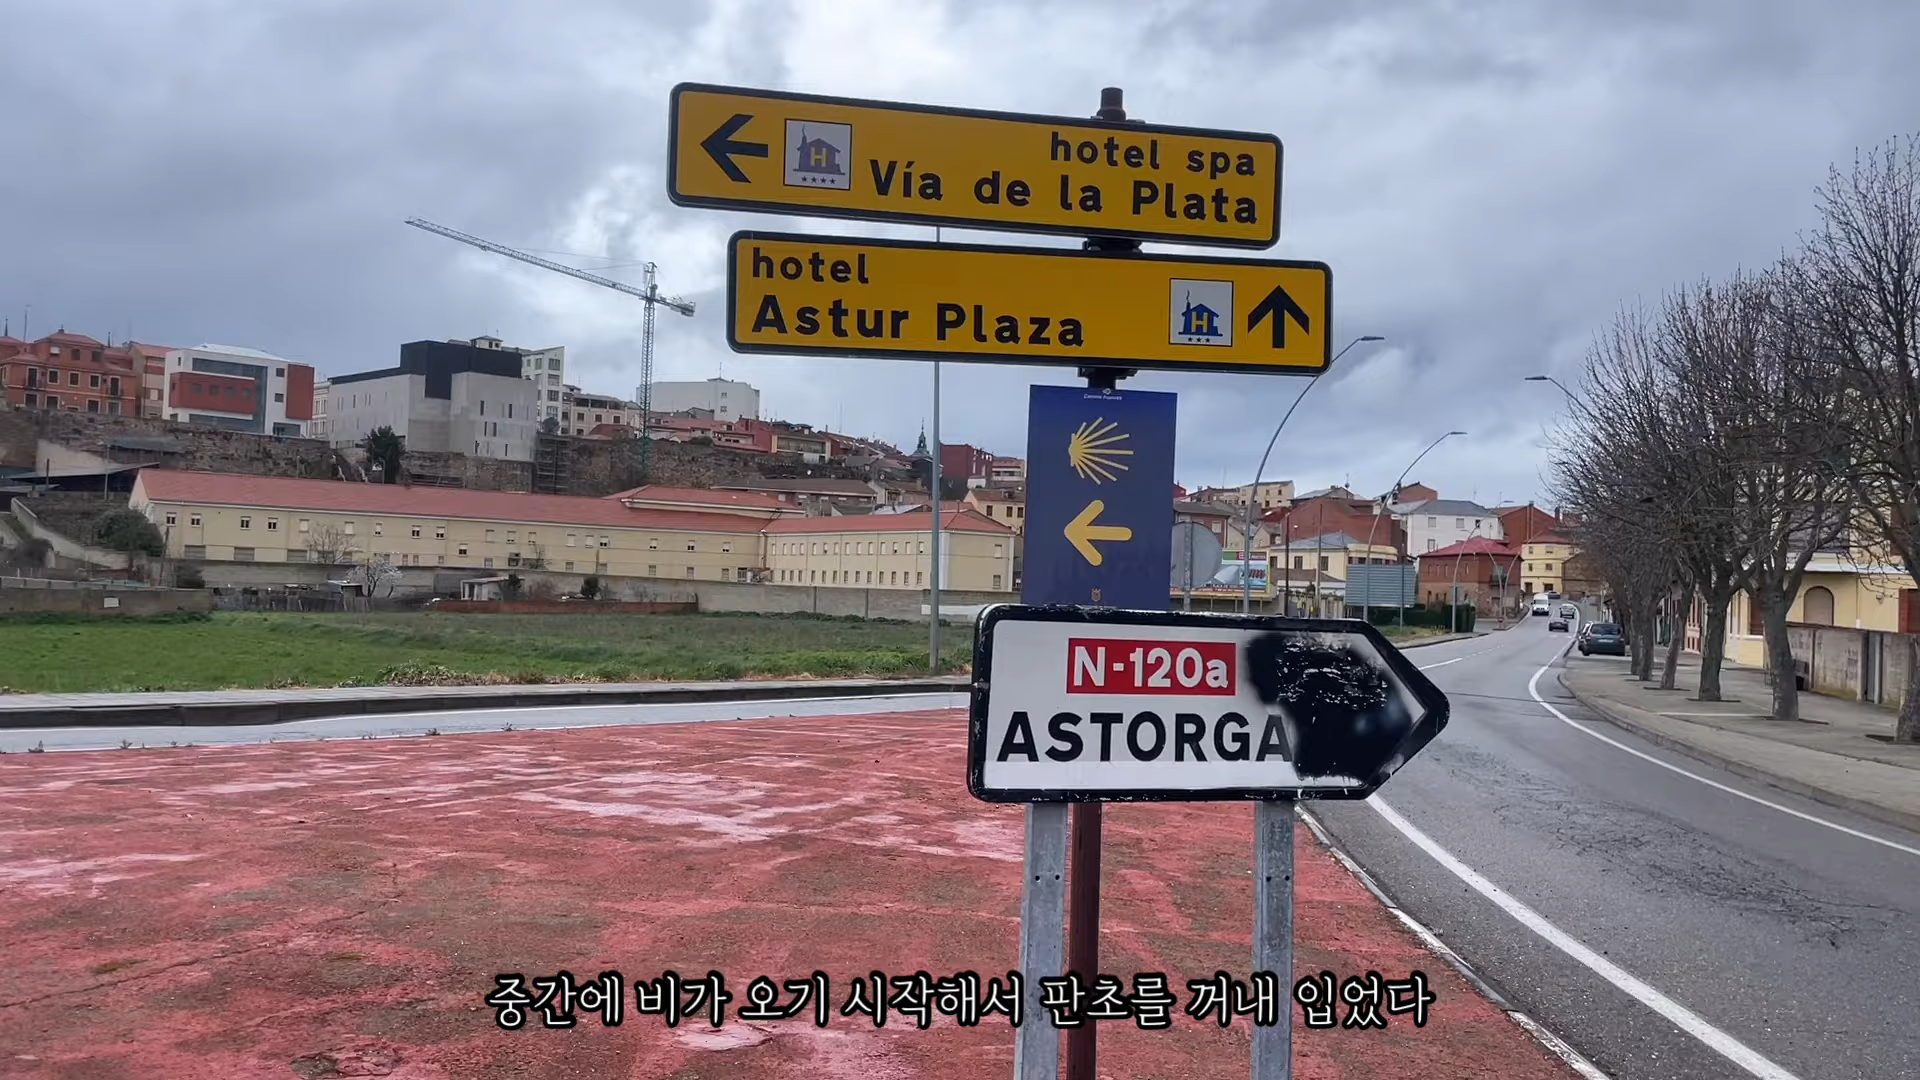 hotel spa
Vía de la Plata
hotel
Astur Plaza
N-120a
ASTORGA
중간에 비가 오기 시작해서 판초를 꺼내 입었다